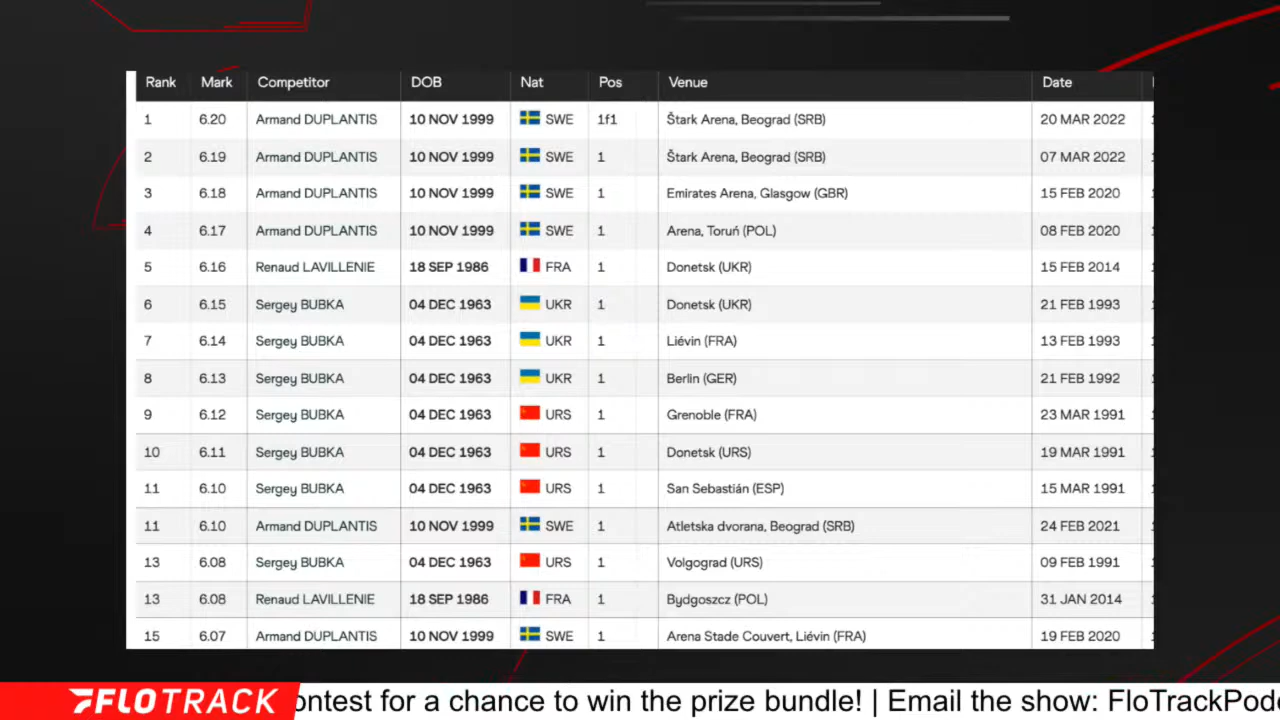 Rank Mark Competitor DOB Nat Pos Venue Date
1 6.20 Armand DUPLANTIS 10 NOV 1999 SWE 1f1 Štark Arena, Beograd (SRB) 20 MAR 2022
2 6.19 Armand DUPLANTIS 10 NOV 1999 SWE 1 Štark Arena, Beograd (SRB) 07 MAR 2022
3 6.18 Armand DUPLANTIS 10 NOV 1999 SWE 1 Emirates Arena, Glasgow (GBR) 15 FEB 2020
4 6.17 Armand DUPLANTIS 10 NOV 1999 SWE 1 Arena, Toruń (POL) 08 FEB 2020
5 6.16 Renaud LAVILLENIE 18 SEP 1986 FRA 1 Donetsk (UKR) 15 FEB 2014
6 6.15 Sergey BUBKA 04 DEC 1963 UKR 1 Donetsk (UKR) 21 FEB 1993
7 6.14 Sergey BUBKA 04 DEC 1963 UKR 1 Liévin (FRA) 13 FEB 1993
8 6.13 Sergey BUBKA 04 DEC 1963 UKR 1 Berlin (GER) 21 FEB 1992
9 6.12 Sergey BUBKA 04 DEC 1963 URS 1 Grenoble (FRA) 23 MAR 1991
10 6.11 Sergey BUBKA 04 DEC 1963 URS 1 Donetsk (URS) 19 MAR 1991
11 6.10 Sergey BUBKA 04 DEC 1963 URS 1 San Sebastián (ESP) 15 MAR 1991
11 6.10 Armand DUPLANTIS 10 NOV 1999 SWE 1 Atletska dvorana, Beograd (SRB) 24 FEB 2021
13 6.08 Sergey BUBKA 04 DEC 1963 URS 1 Volgograd (URS) 09 FEB 1991
13 6.08 Renaud LAVILLENIE 18 SEP 1986 FRA 1 Bydgoszcz (POL) 31 JAN 2014
15 6.07 Armand DUPLANTIS 10 NOV 1999 SWE 1 Arena Stade Couvert, Liévin (FRA) 19 FEB 2020
FLOTRACK ontest for a chance to win the prize bundle! | Email the show: FloTrackPod